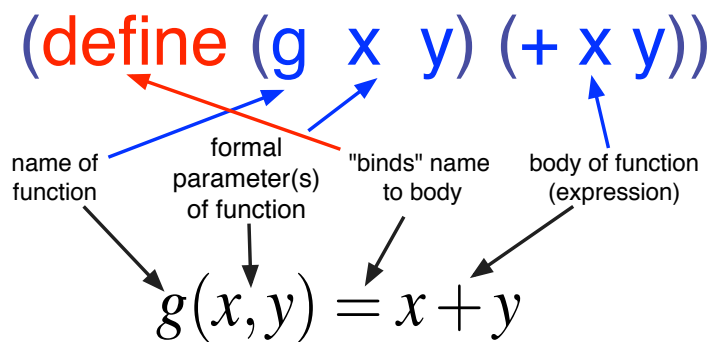 (define (g x y) (+ x y))
name of
function
formal
parameter(s)
of function
"binds" name
to body
body of function
(expression)
g(x,y) = x+y